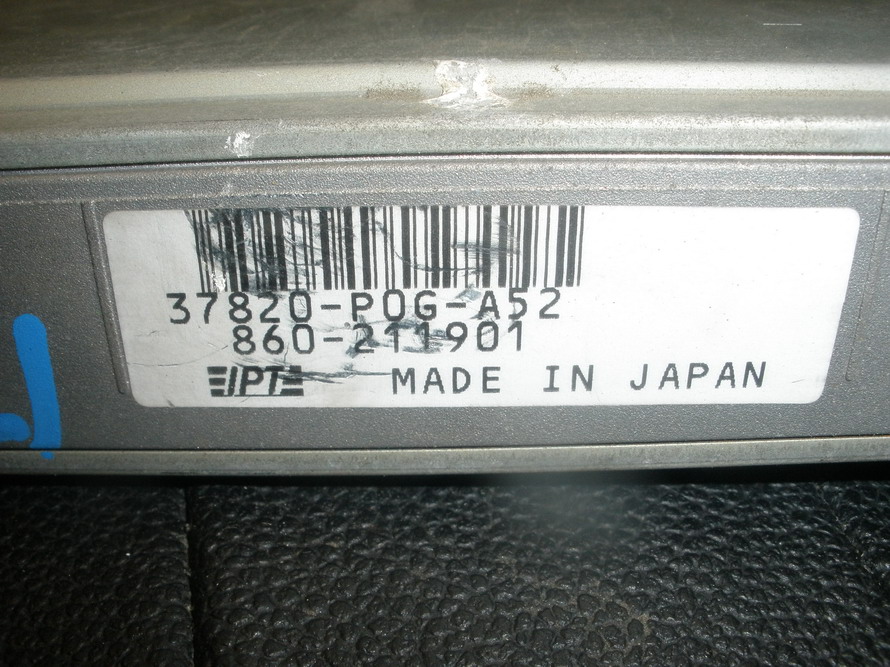 37820-P0G-A52
860-211901
IPT MADE IN JAPAN